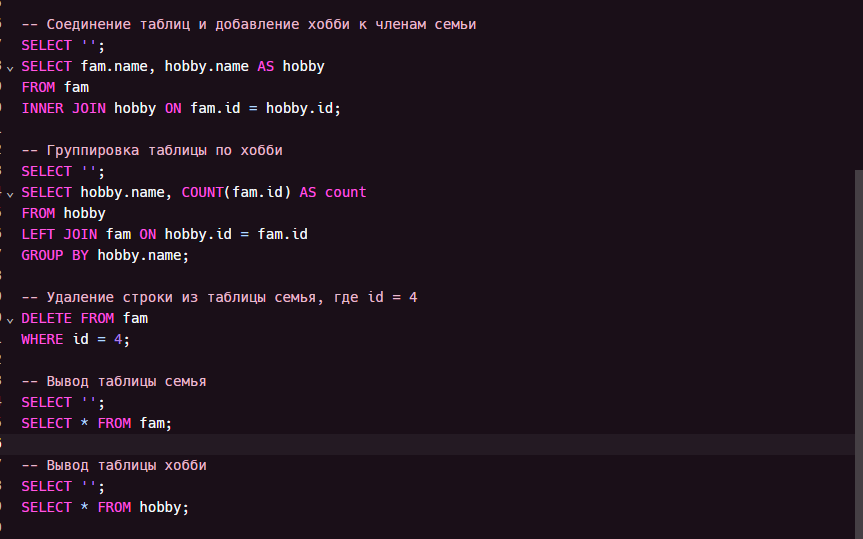 -- Соединение таблиц и добавление хобби к членам семьи
SELECT '';
SELECT fam.name, hobby.name AS hobby
FROM fam
INNER JOIN hobby ON fam.id = hobby.id;
-- Группировка таблицы по хобби
SELECT '';
SELECT hobby.name, COUNT(fam.id) AS count
FROM hobby
LEFT JOIN fam ON hobby.id = fam.id
GROUP BY hobby.name;
-- Удаление строки из таблицы семья, где id = 4
DELETE FROM fam
WHERE id = 4;
-- Вывод таблицы семья
SELECT '';
SELECT * FROM fam;
-- Вывод таблицы хобби
SELECT '';
SELECT * FROM hobby;